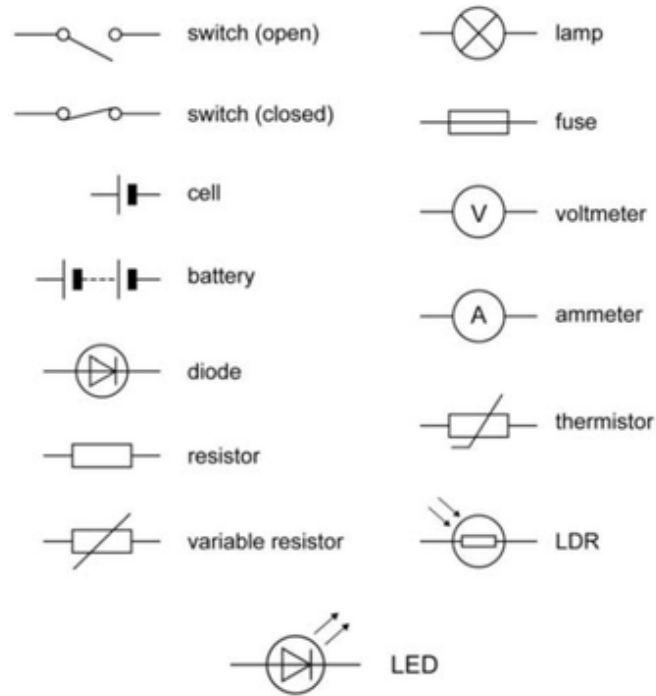 switch (open)
switch (closed)
cell
battery
diode
resistor
variable resistor
lamp
fuse
V
voltmeter
A
ammeter
thermistor
LDR
LED